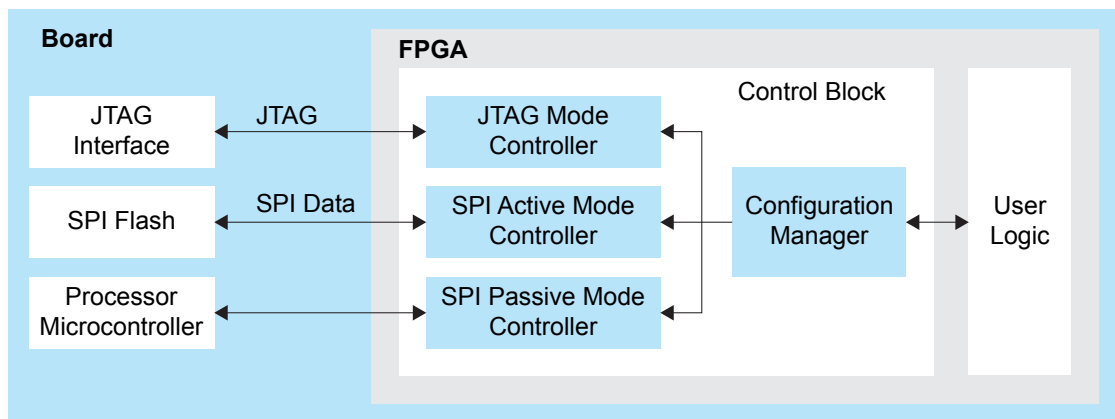 Board
FPGA
Control Block
JTAG
Interface
JTAG
JTAG Mode
Controller
SPI Flash
SPI Data
SPI Active Mode
Controller
Configuration
Manager
User
Logic
Processor
Microcontroller
SPI Passive Mode
Controller